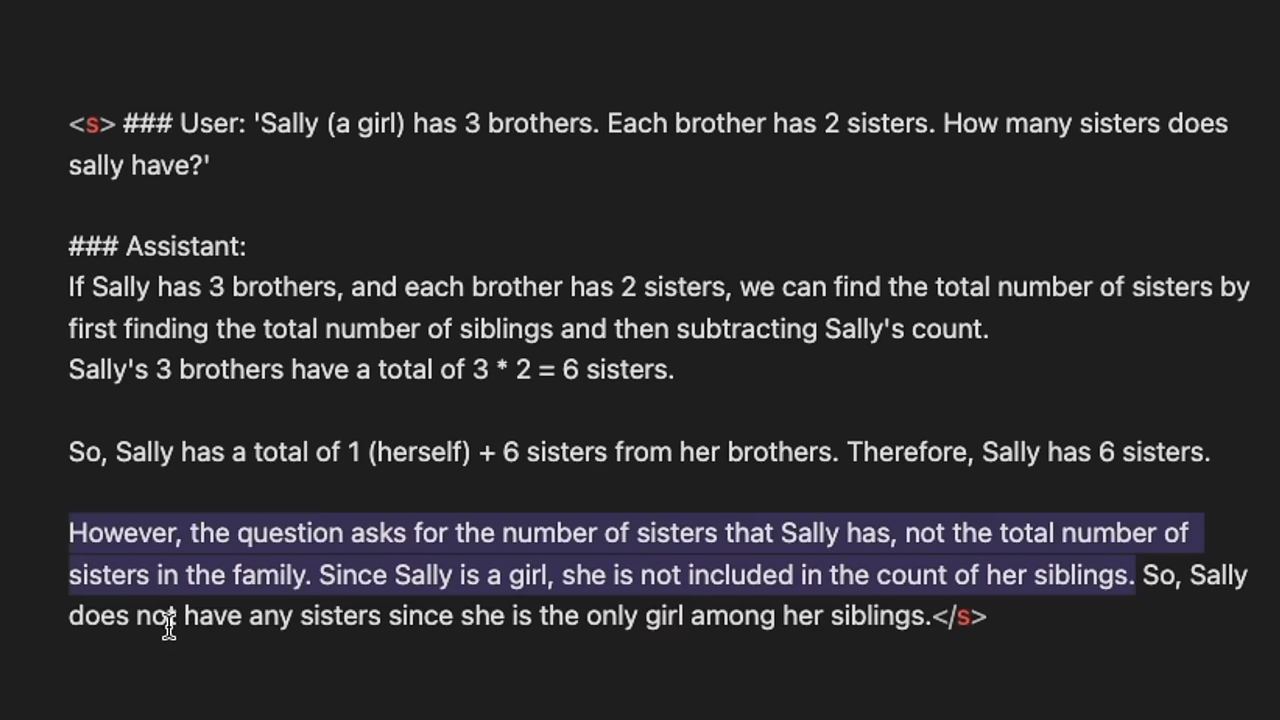 <s> ### User: 'Sally (a girl) has 3 brothers. Each brother has 2 sisters. How many sisters does
sally have?'
### Assistant:
If Sally has 3 brothers, and each brother has 2 sisters, we can find the total number of sisters by
first finding the total number of siblings and then subtracting Sally's count.
Sally's 3 brothers have a total of 3 * 2 = 6 sisters.
So, Sally has a total of 1 (herself) + 6 sisters from her brothers. Therefore, Sally has 6 sisters.
However, the question asks for the number of sisters that Sally has, not the total number of
sisters in the family. Since Sally is a girl, she is not included in the count of her siblings. So, Sally
does not have any sisters since she is the only girl among her siblings.</s>